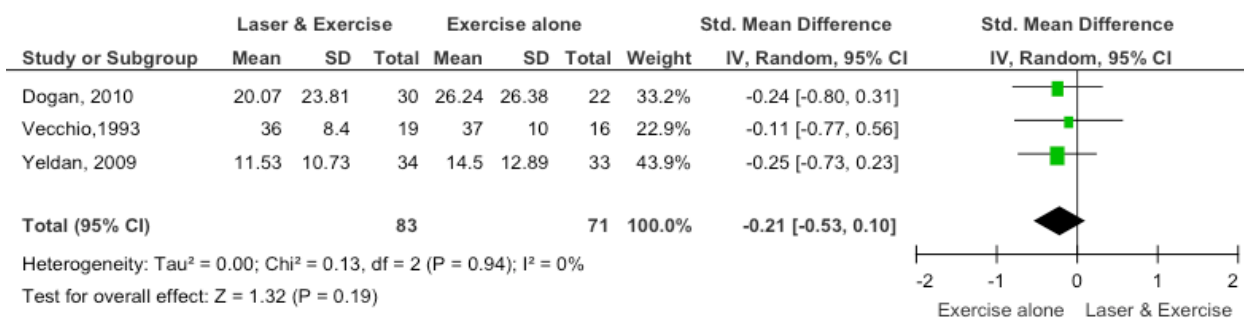 Laser & Exercise Exercise alone Std. Mean Difference Std. Mean Difference
Study or Subgroup Mean SD Total Mean SD Total Weight IV, Random, 95% CI IV, Random, 95% CI
Dogan, 2010 20.07 23.81 30 26.24 26.38 22 33.2% -0.24 [-0.80, 0.31]
Vecchio,1993 36 8.4 19 37 10 16 22.9% -0.11 [-0.77, 0.56]
Yeldan, 2009 11.53 10.73 34 14.5 12.89 33 43.9% -0.25 [-0.73, 0.23]
Total (95% CI) 83 71 100.0% -0.21 [-0.53, 0.10]
Heterogeneity: Tau² = 0.00; Chi² = 0.13, df = 2 (P = 0.94); I² = 0%
Test for overall effect: Z = 1.32 (P = 0.19)
-2 -1 0 1 2
Exercise alone Laser & Exercise